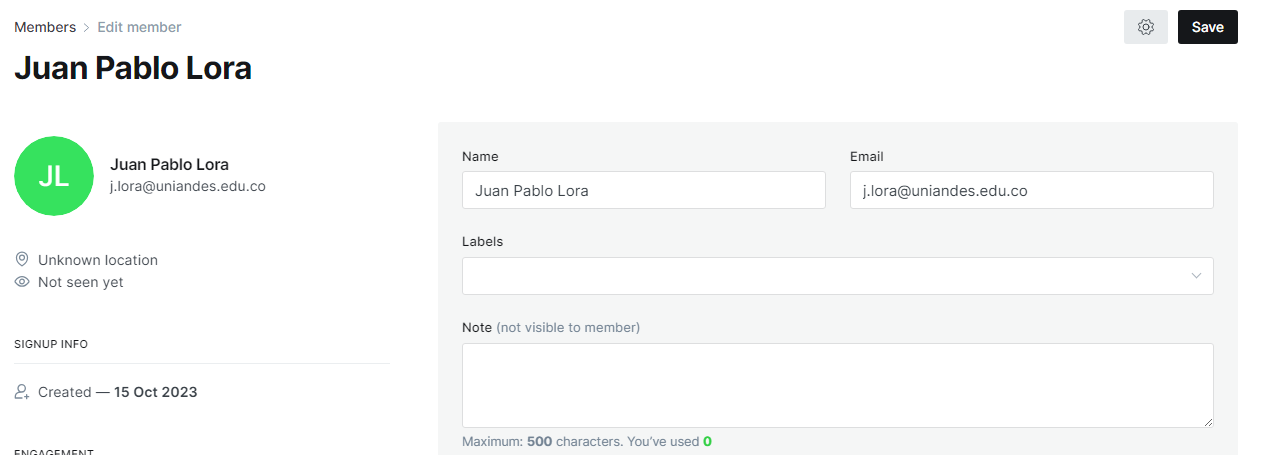 Members > Edit member
Save
Juan Pablo Lora
JL
Juan Pablo Lora
j.lora@uniandes.edu.co
Unknown location
Not seen yet
SIGNUP INFO
Created — 15 Oct 2023
ENGAGEMENT
Name
Juan Pablo Lora
Email
j.lora@uniandes.edu.co
Labels
Note (not visible to member)
Maximum: 500 characters. You've used 0